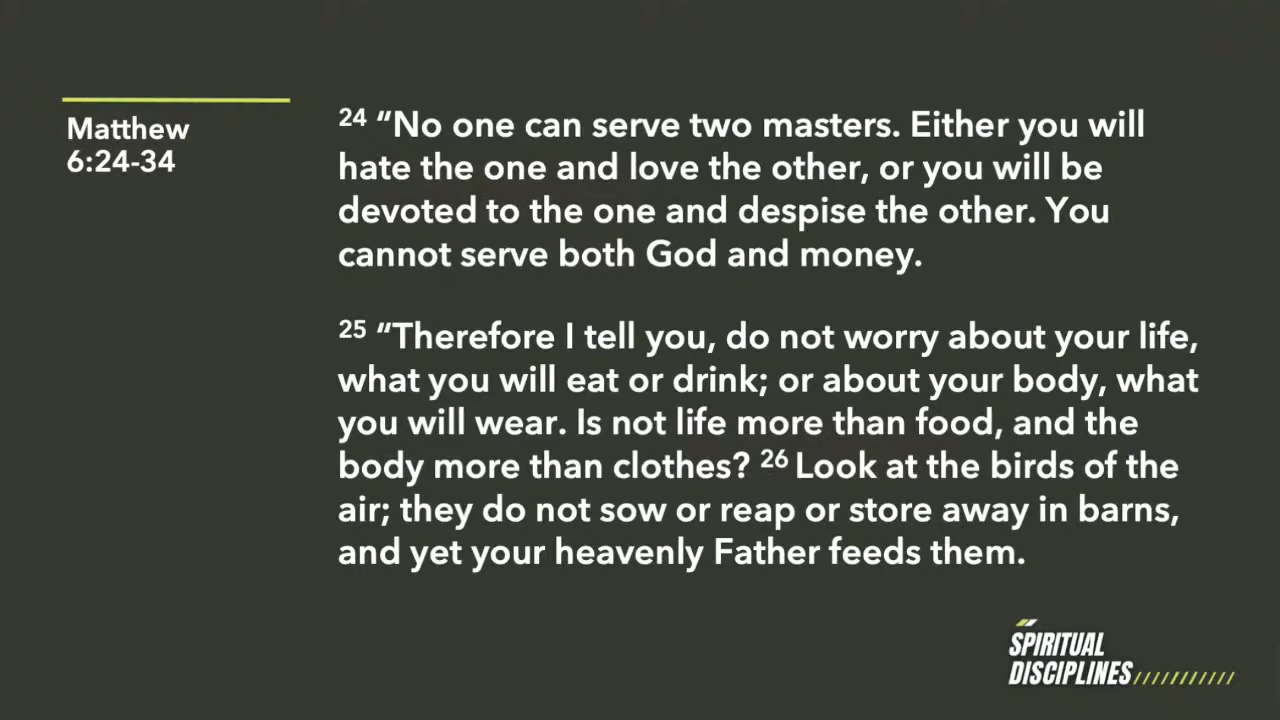 Matthew
6:24-34
24 “No one can serve two masters. Either you will
hate the one and love the other, or you will be
devoted to the one and despise the other. You
cannot serve both God and money.
25 “Therefore I tell you, do not worry about your life,
what you will eat or drink; or about your body, what
you will wear. Is not life more than food, and the
body more than clothes? 26 Look at the birds of the
air; they do not sow or reap or store away in barns,
and yet your heavenly Father feeds them.
SPIRITUAL
DISCIPLINES